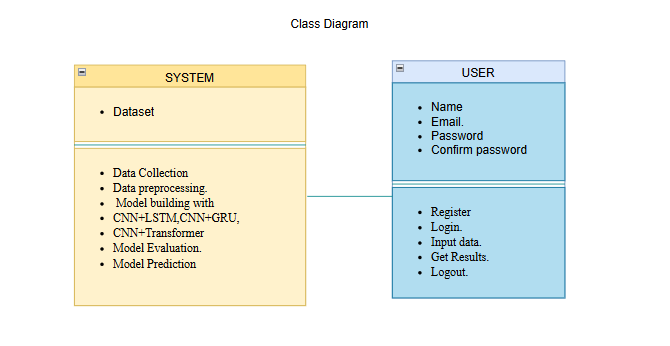 Class Diagram
SYSTEM
• Dataset
• Data Collection
• Data preprocessing.
• Model building with
• CNN+LSTM,CNN+GRU,
• CNN+Transformer
• Model Evaluation.
• Model Prediction
USER
• Name
• Email.
• Password
• Confirm password
• Register
• Login.
• Input data.
• Get Results.
• Logout.